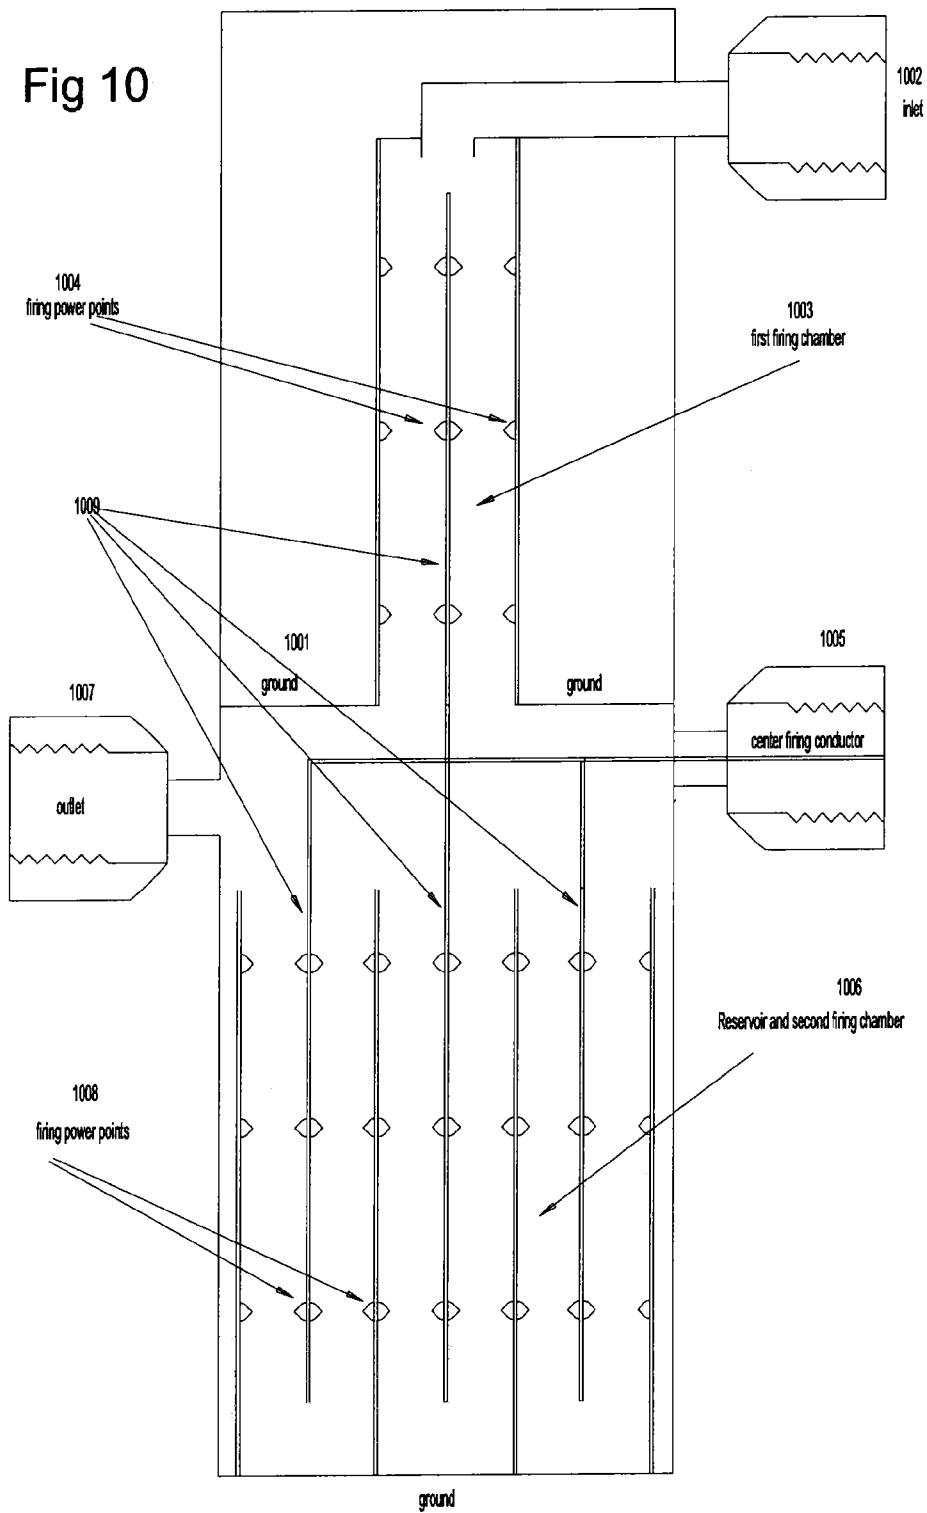 Fig 10
1002
inlet
1004
firing power points
1003
first firing chamber
1009
1001
ground
ground
1005
center firing conductor
1007
outlet
1006
Reservoir and second firing chamber
1008
firing power points
ground